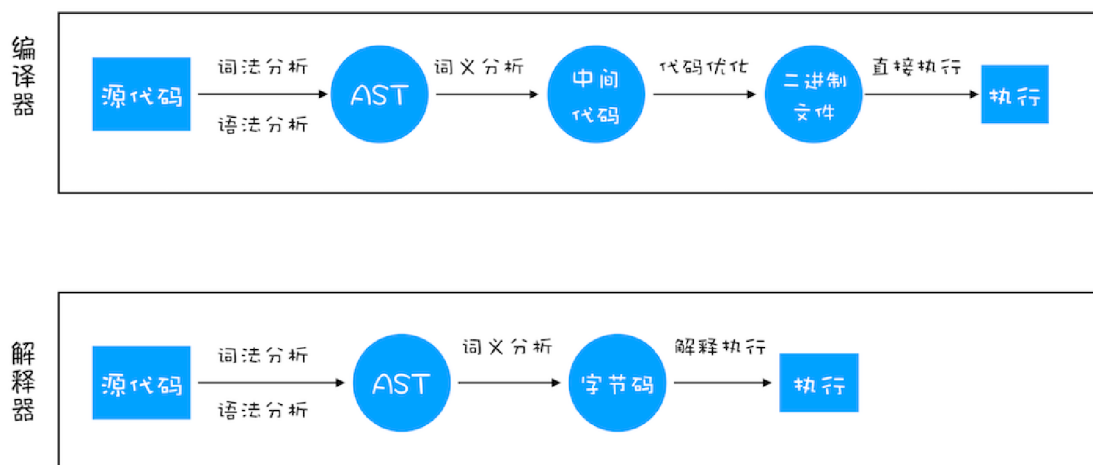 编译器
源代码
词法分析
语法分析
AST
词义分析
中间
代码
代码优化
二进制
文件
直接执行
执行
解释器
源代码
词法分析
语法分析
AST
词义分析
字节码
解释执行
执行